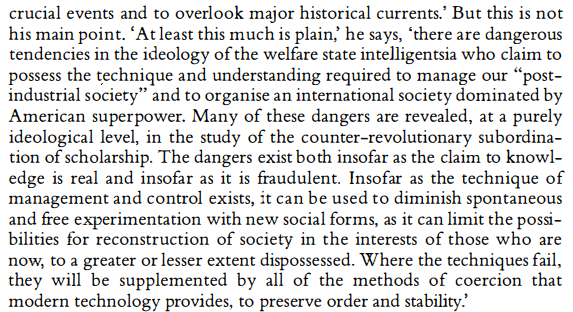 crucial events and to overlook major historical currents.’ But this is not
his main point. ‘At least this much is plain,’ he says, ‘there are dangerous
tendencies in the ideology of the welfare state intelligentsia who claim to
possess the technique and understanding required to manage our “post-
industrial society” and to organise an international society dominated by
American superpower. Many of these dangers are revealed, at a purely
ideological level, in the study of the counter-revolutionary subordina-
tion of scholarship. The dangers exist both insofar as the claim to knowl-
edge is real and insofar as it is fraudulent. Insofar as the technique of
management and control exists, it can be used to diminish spontaneous
and free experimentation with new social forms, as it can limit the possi-
bilities for reconstruction of society in the interests of those who are
now, to a greater or lesser extent dispossessed. Where the techniques fail,
they will be supplemented by all of the methods of coercion that
modern technology provides, to preserve order and stability.’